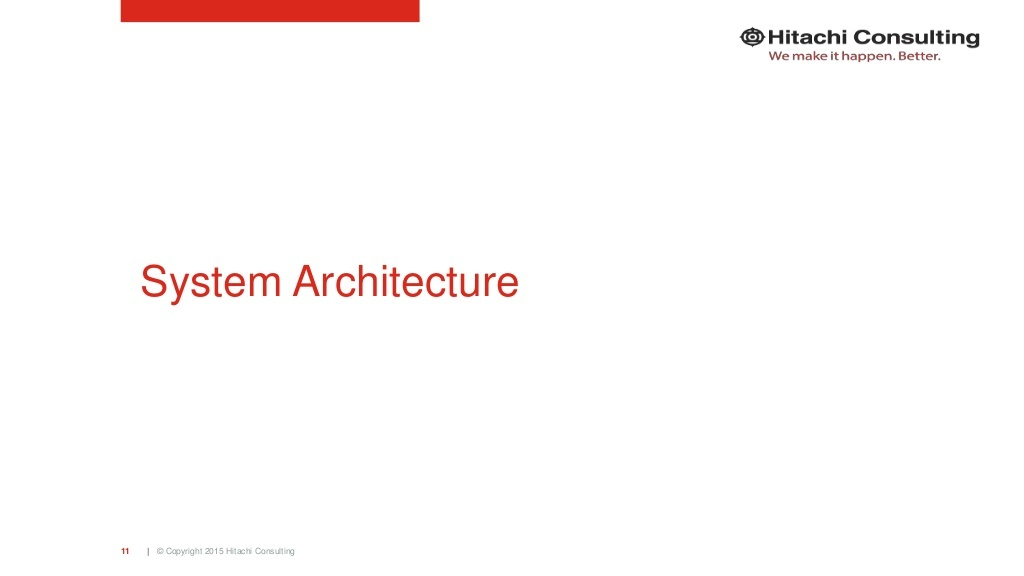 Hitachi Consulting
We make it happen. Better.
System Architecture
11 | © Copyright 2015 Hitachi Consulting